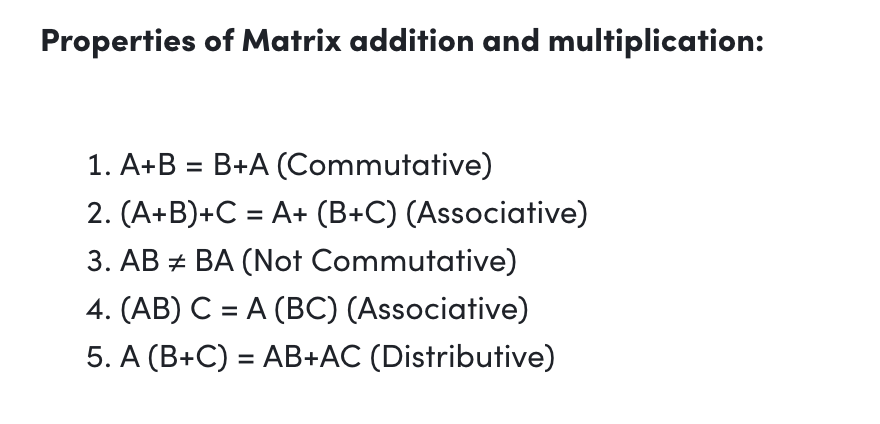 Properties of Matrix addition and multiplication:
1. A+B = B+A (Commutative)
2. (A+B)+C = A+ (B+C) (Associative)
3. AB ≠ BA (Not Commutative)
4. (AB) C = A (BC) (Associative)
5. A (B+C) = AB+AC (Distributive)